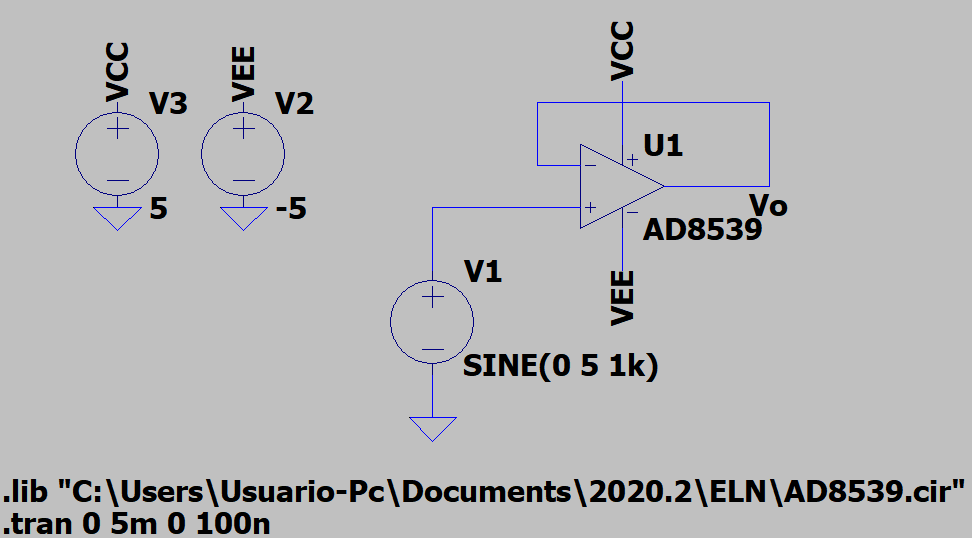 VCC
VEE
VCC
V3
V2
+
+
U1
+
-
5
-5
+
-
Vo
AD8539
V1
VEE
+
SINE(0 5 1k)
.lib "C:\Users\Usuario-Pc\Documents\2020.2\ELN\AD8539.cir"
.tran 0 5m 0 100n